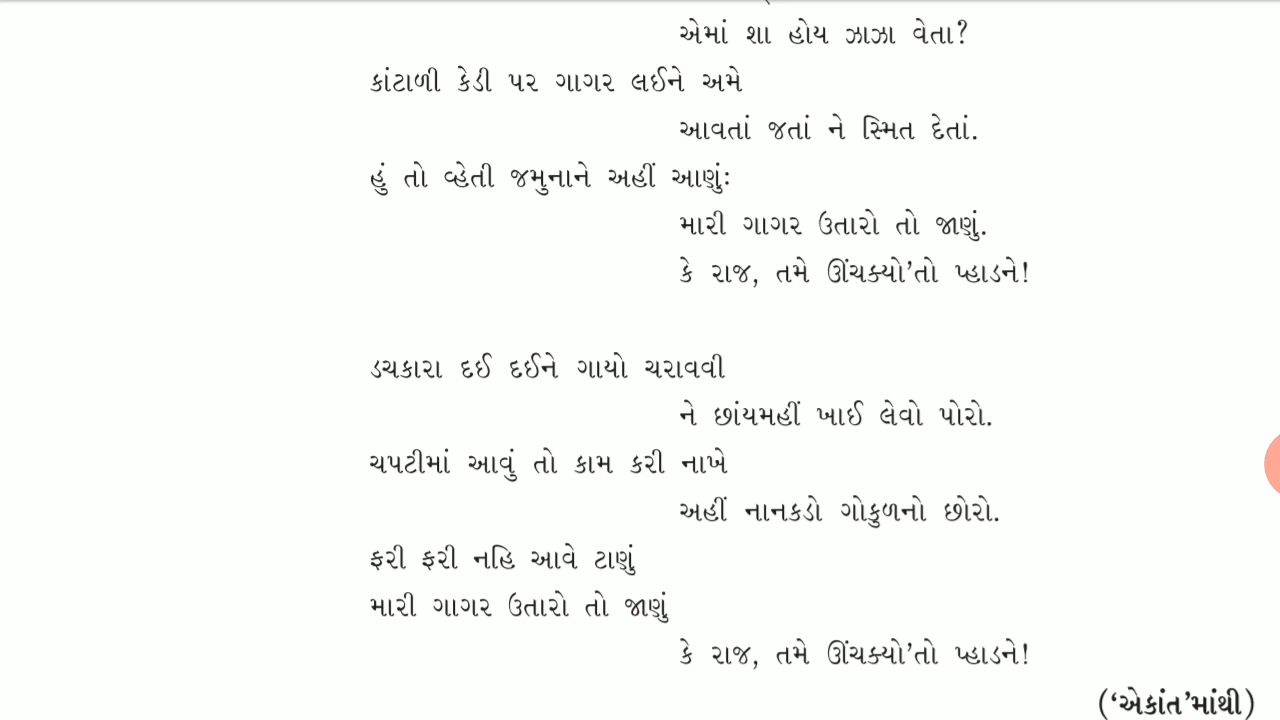 એમાં શા હોય ઝાઝા વેતા?
કાંટાળી કેડી પર ગાગર લઈને અમે
આવતાં જતાં ને સ્મિત દેતાં.
હું તો વ્હેતી જમુનાને અહીં આણું:
મારી ગાગર ઉતારો તો જાણું.
કે રાજ, તમે ઊંચક્યો'તો પ્હાડને!
ડચકારા દઈ દઈને ગાયો ચરાવવી
ને છાંયમહીં ખાઈ લેવો પોરો.
ચપટીમાં આવું તો કામ કરી નાખે
અહીં નાનકડો ગોકુળનો છોરો.
ફરી ફરી નહિ આવે ટાણું
મારી ગાગર ઉતારો તો જાણું
કે રાજ, તમે ઊંચક્યો'તો પ્હાડને!
('એકાંત'માંથી)